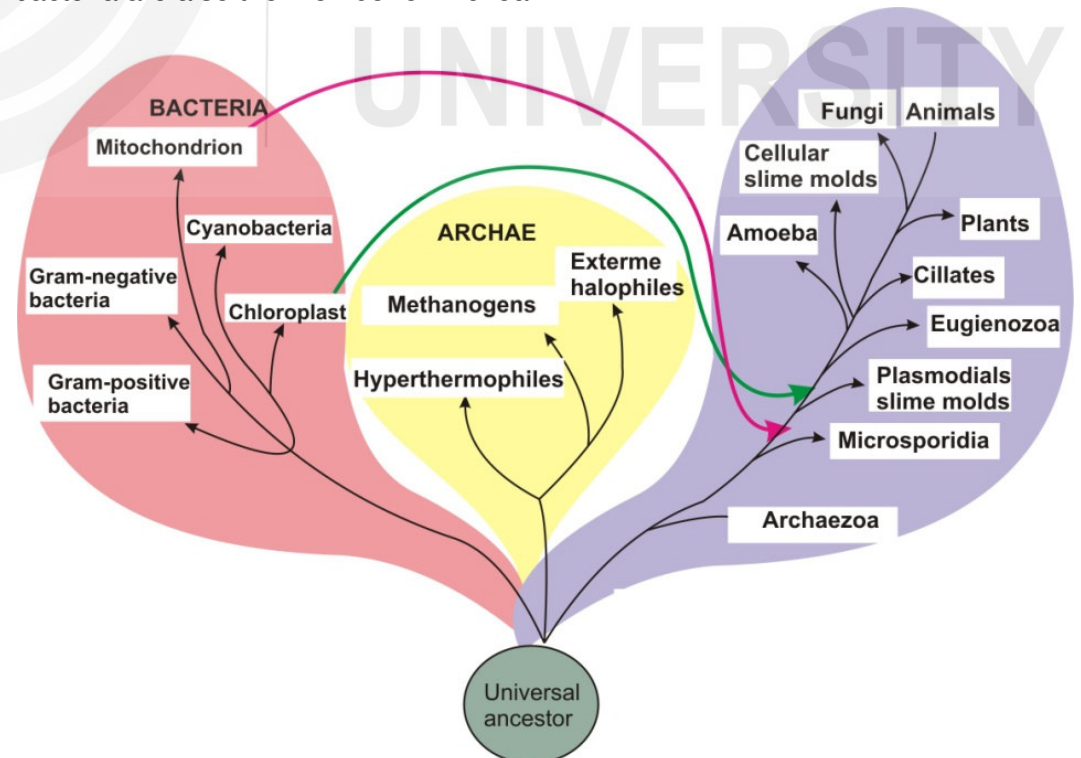 UNIVERSITY
BACTERIA
Mitochondrion
Cyanobacteria
Gram-negative
bacteria
Chloroplast
Gram-positive
bacteria
ARCHAE
Exterme
halophiles
Methanogens
Hyperthermophiles
Fungi
Animals
Cellular
slime molds
Amoeba
Plants
Cillates
Eugienozoa
Plasmodials
slime molds
Microsporidia
Archaezoa
Universal
ancestor